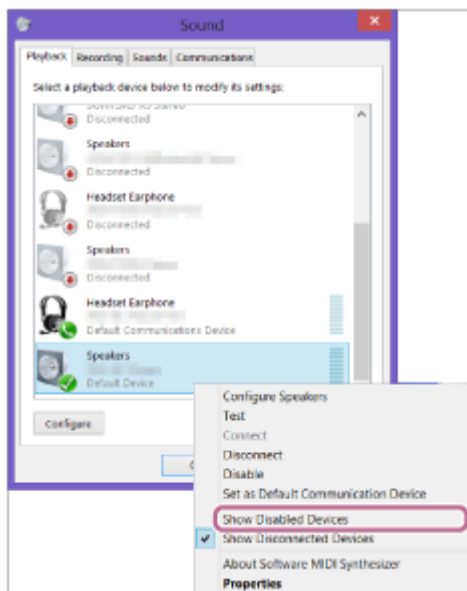 Sound
Playback Recording Sounds Communications
Select a playback device below to modify its settings:
Stereo
Disconnected
Speakers
Disconnected
Headset Earphone
Disconnected
Speakers
Disconnected
Headset Earphone
Default Communications Device
Speakers
Default Device
Configure
Configure Speakers
Test
Connect
Disconnect
Disable
Set as Default Communication Device
Show Disabled Devices
Show Disconnected Devices
About Software MIDI Synthesizer
Properties